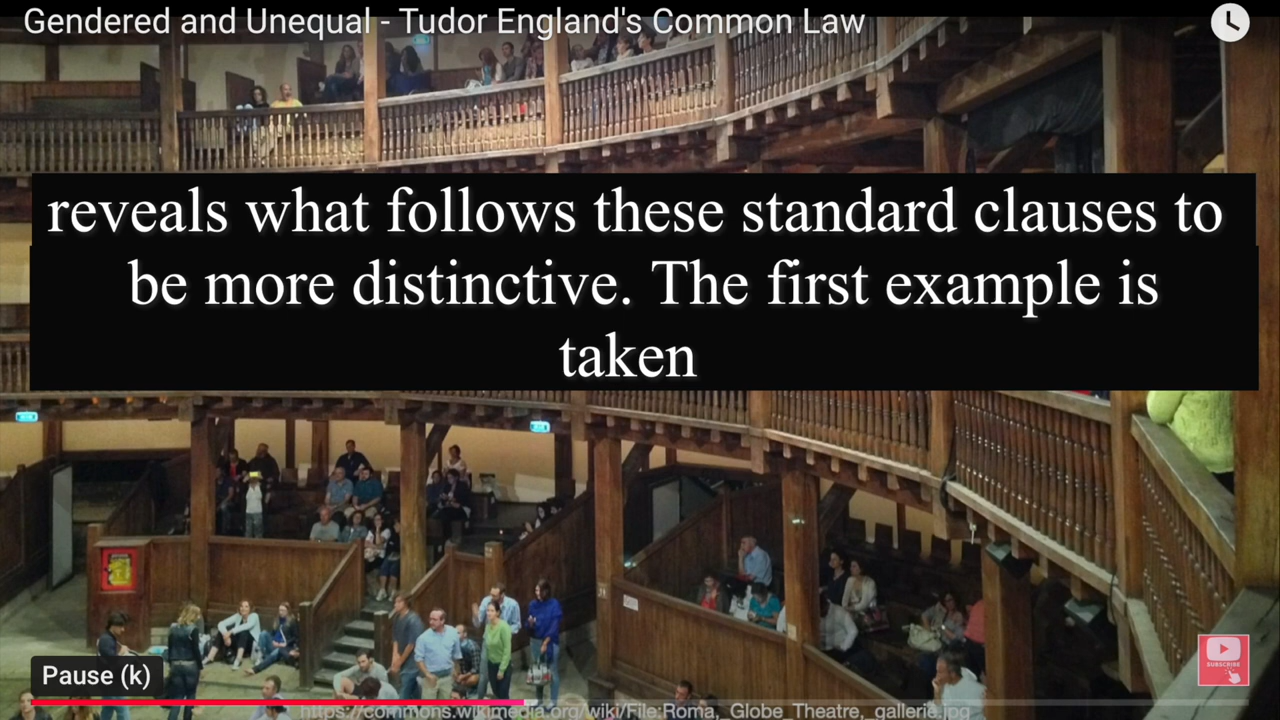 Gendered and Unequal - Tudor England's Common Law
reveals what follows these standard clauses to
be more distinctive. The first example is
taken
SUBSCRIBE
Pause (k)
https://commons.wikimedia.org/wiki/File:Roma,_Globe_Theatre,_gallerie.jpg